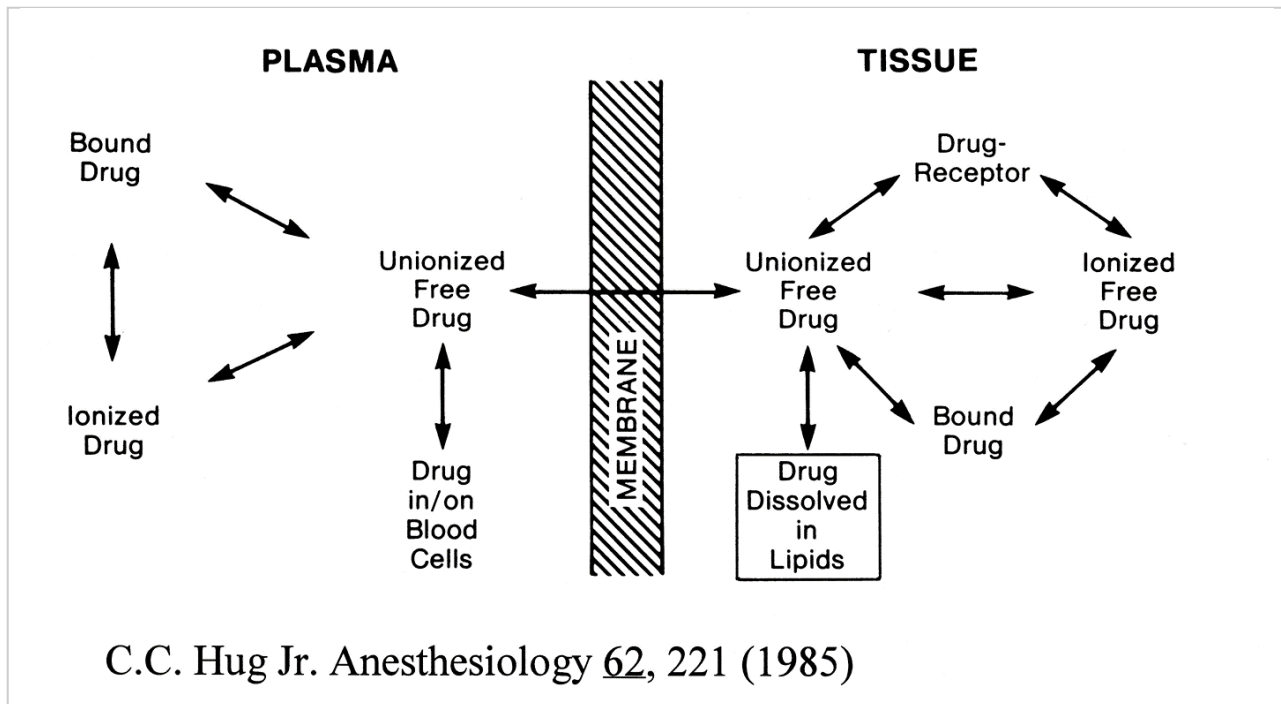 PLASMA
TISSUE
Bound
Drug
Drug-
Receptor
Unionized
Free
Drug
Unionized
Free
Drug
Ionized
Free
Drug
MEMBRANE
Ionized
Drug
Bound
Drug
Drug
in/on
Blood
Cells
Drug
Dissolved
in
Lipids
C.C. Hug Jr. Anesthesiology 62, 221 (1985)